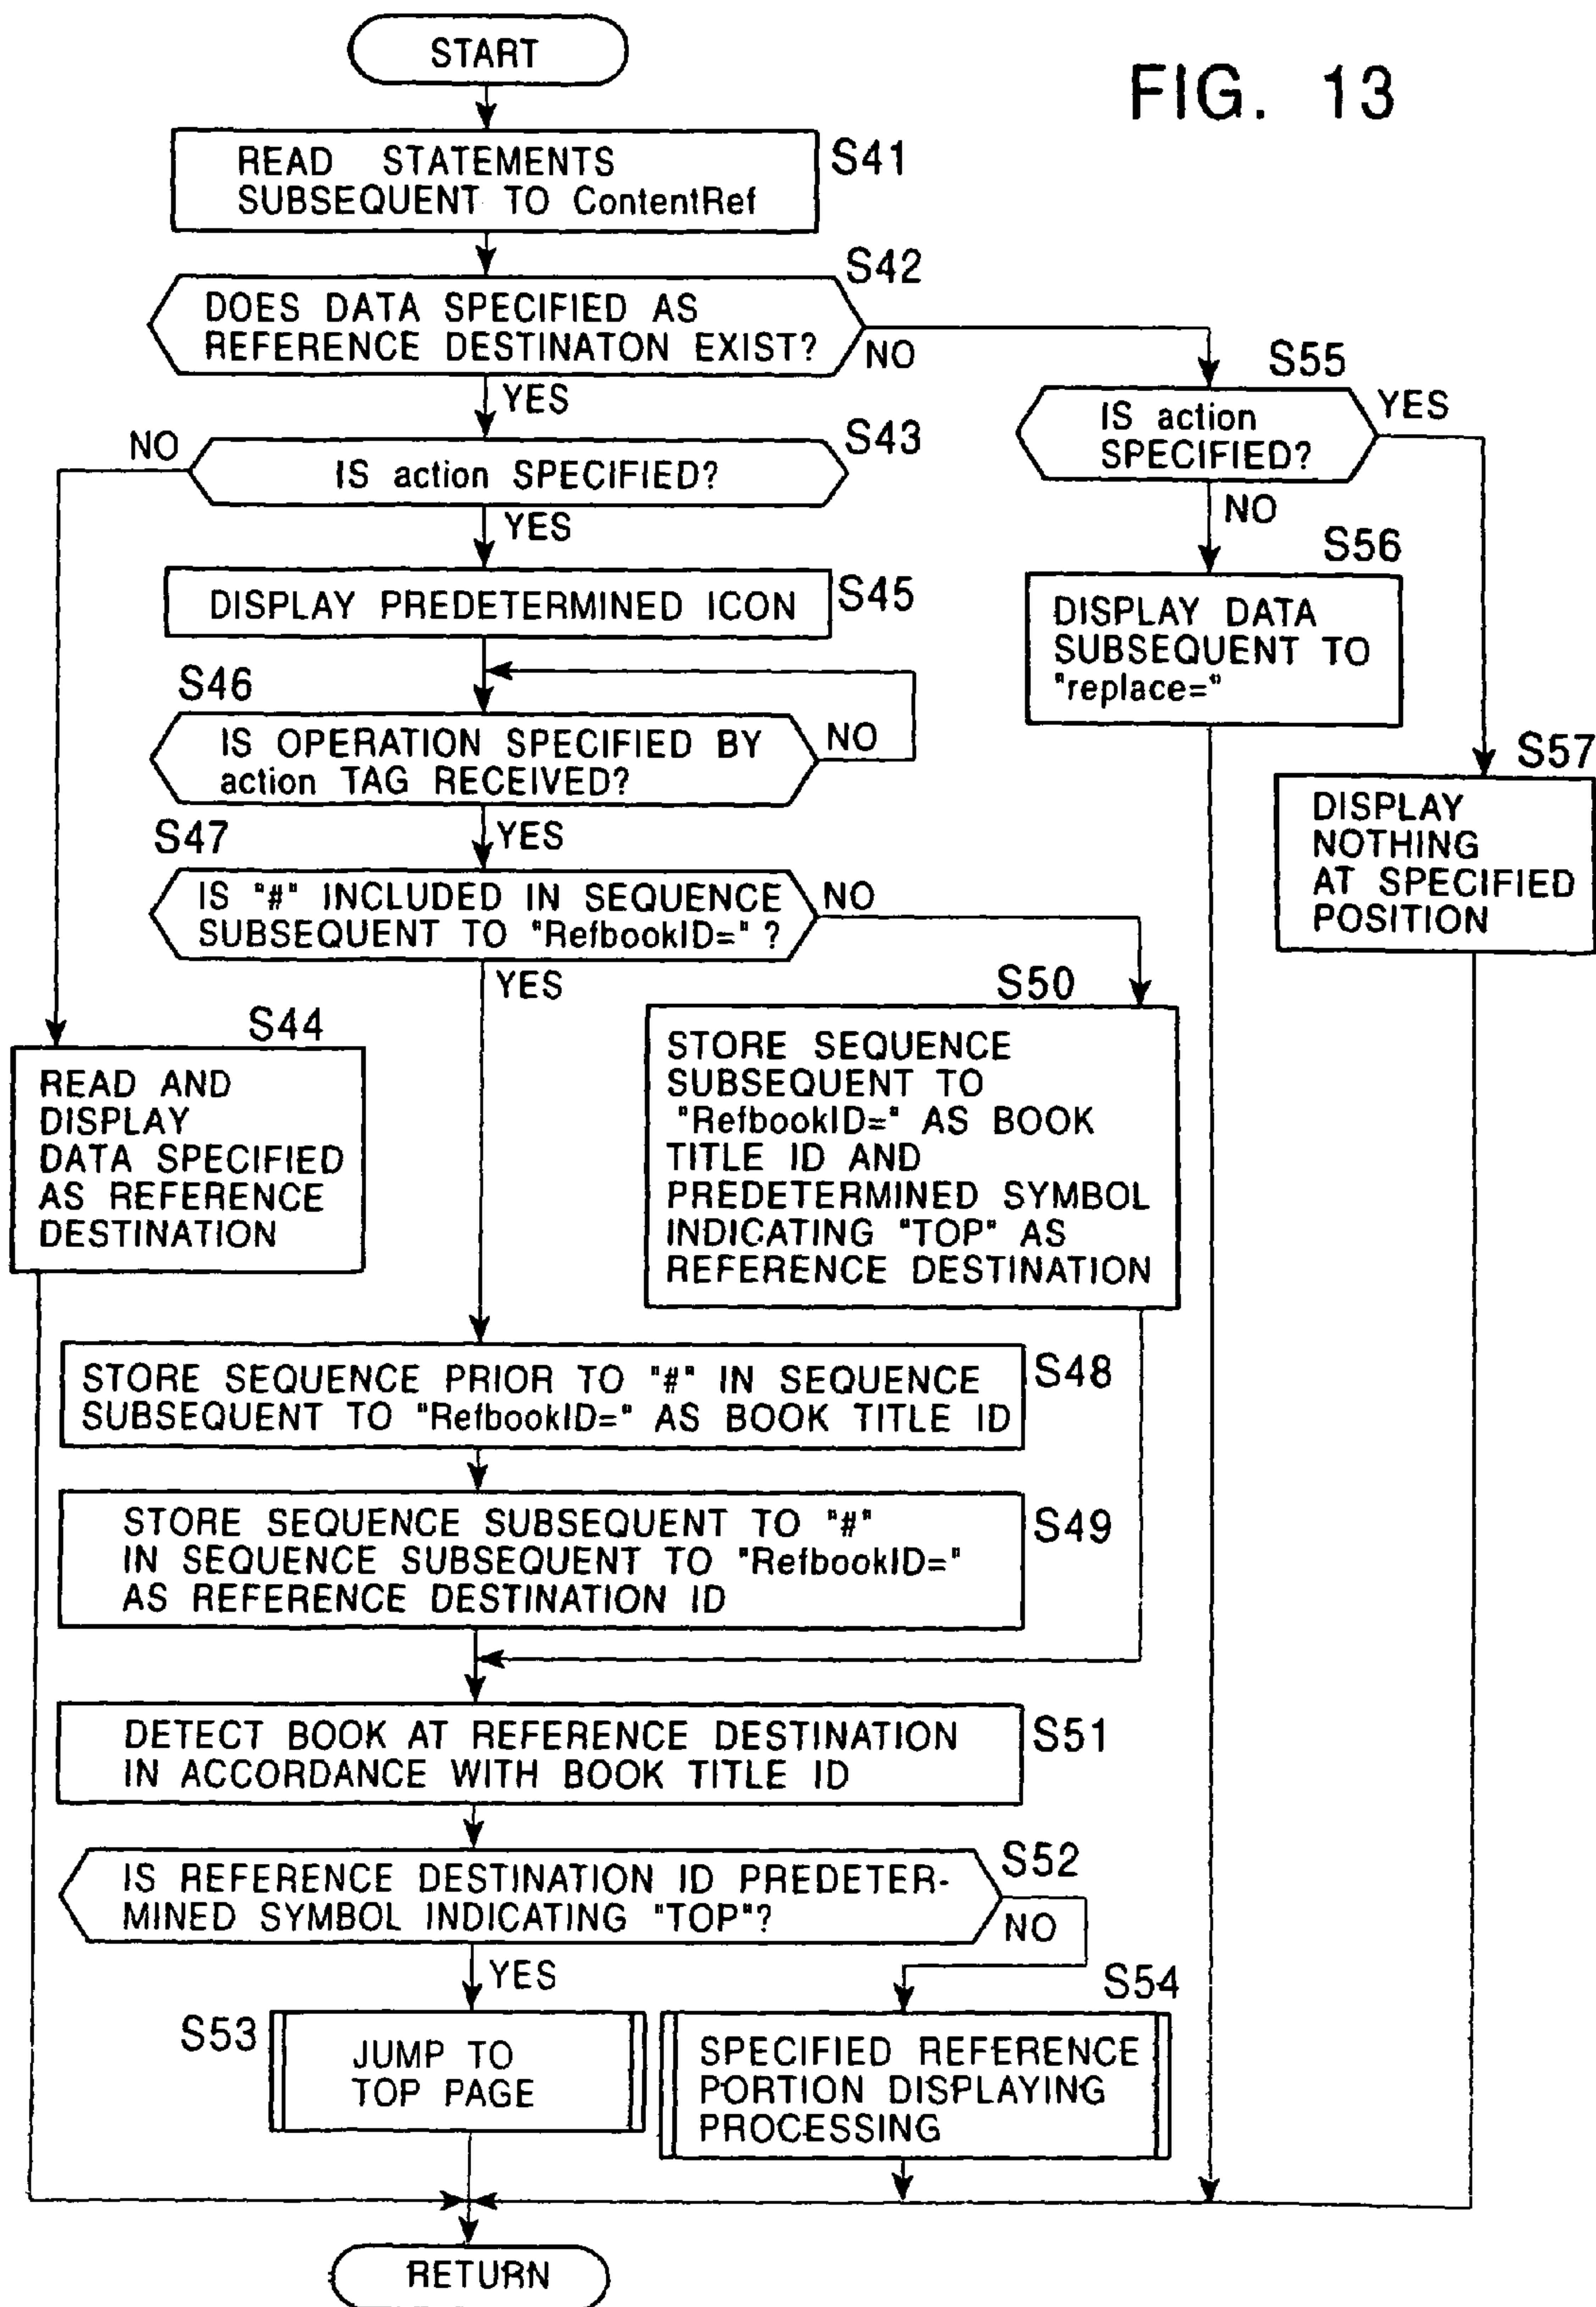 START
FIG. 13
READ STATEMENTS
SUBSEQUENT TO ContentRef
S41
S42
DOES DATA SPECIFIED AS
REFERENCE DESTINATON EXIST?
NO
YES
S55
IS action
SPECIFIED?
YES
NO
S43
NO
IS action SPECIFIED?
YES
S56
DISPLAY DATA
SUBSEQUENT TO
"replace="
S45
DISPLAY PREDETERMINED ICON
S46
IS OPERATION SPECIFIED BY
action TAG RECEIVED?
NO
YES
S57
DISPLAY
NOTHING
AT SPECIFIED
POSITION
S47
IS "#" INCLUDED IN SEQUENCE
SUBSEQUENT TO "RefbookID=" ?
NO
YES
S44
READ AND
DISPLAY
DATA SPECIFIED
AS REFERENCE
DESTINATION
S50
STORE SEQUENCE
SUBSEQUENT TO
"RefbookID=" AS BOOK
TITLE ID AND
PREDETERMINED SYMBOL
INDICATING "TOP" AS
REFERENCE DESTINATION
STORE SEQUENCE PRIOR TO "#" IN SEQUENCE
SUBSEQUENT TO "RefbookID=" AS BOOK TITLE ID
S48
STORE SEQUENCE SUBSEQUENT TO "#"
IN SEQUENCE SUBSEQUENT TO "RefbookID="
AS REFERENCE DESTINATION ID
S49
DETECT BOOK AT REFERENCE DESTINATION
IN ACCORDANCE WITH BOOK TITLE ID
S51
IS REFERENCE DESTINATION ID PREDETER-
MINED SYMBOL INDICATING "TOP"?
S52
NO
YES
S53
JUMP TO
TOP PAGE
S54
SPECIFIED REFERENCE
PORTION DISPLAYING
PROCESSING
RETURN